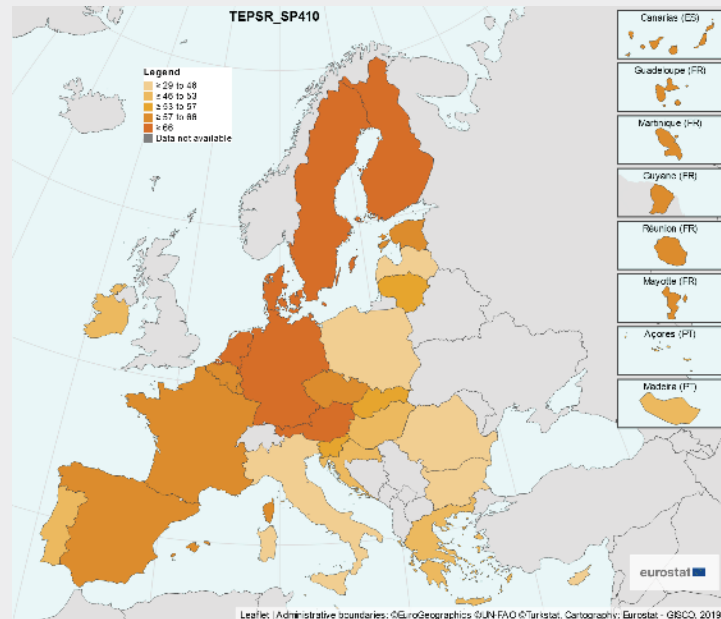 TEPSR_SP410
Legend
≥ 29 to 46
≥ 46 to 53
≥ 53 to 57
≥ 57 to 66
≥ 66
Data not available
Canarias (ES)
Guadeloupe (FR)
Martinique (FR)
Guyane (FR)
Réunion (FR)
Mayotte (FR)
Açores (PT)
Madeira (PT)
eurostat
Leaflet | Administrative boundaries: ©EuroGeographics ©UN-FAO ©Turkstat, Cartography: Eurostat - GISCO, 2019